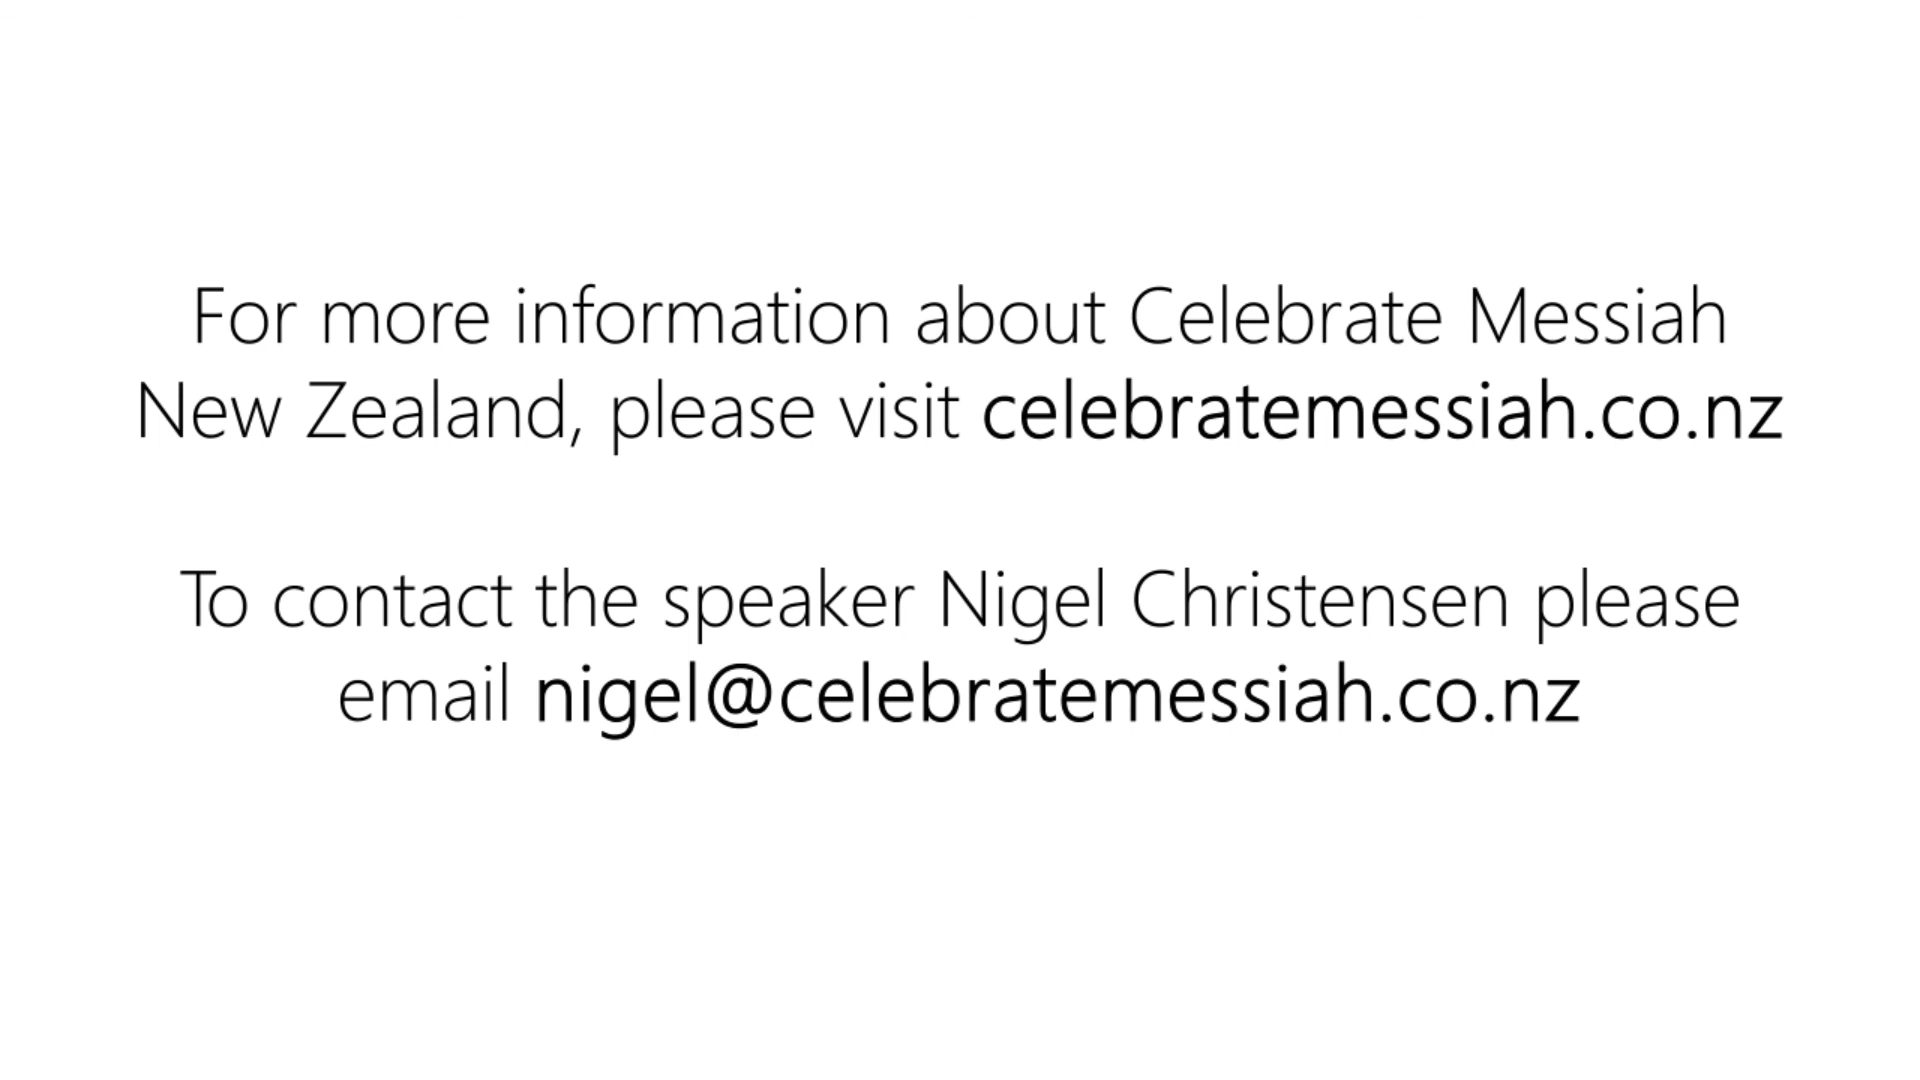 For more information about Celebrate Messiah
New Zealand, please visit celebratemessiah.co.nz
To contact the speaker Nigel Christensen please
email nigel@celebratemessiah.co.nz